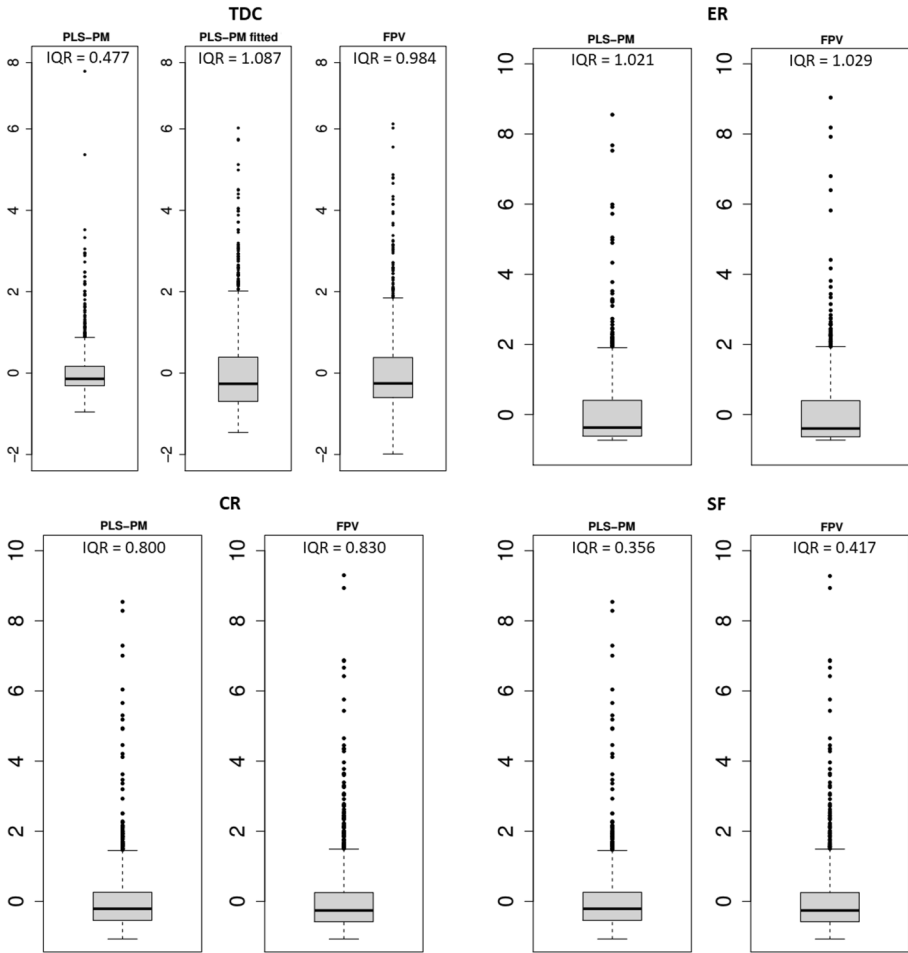 TDC
PLS-PM
IQR = 0.477
8
6
4
2
0
-2
PLS-PM fitted
IQR = 1.087
8
6
4
2
0
-2
FPV
IQR = 0.984
8
6
4
2
0
-2
ER
PLS-PM
IQR = 1.021
10
8
6
4
2
0
FPV
IQR = 1.029
10
8
6
4
2
0
CR
PLS-PM
IQR = 0.800
10
8
6
4
2
0
FPV
IQR = 0.830
10
8
6
4
2
0
SF
PLS-PM
IQR = 0.356
10
8
6
4
2
0
FPV
IQR = 0.417
10
8
6
4
2
0